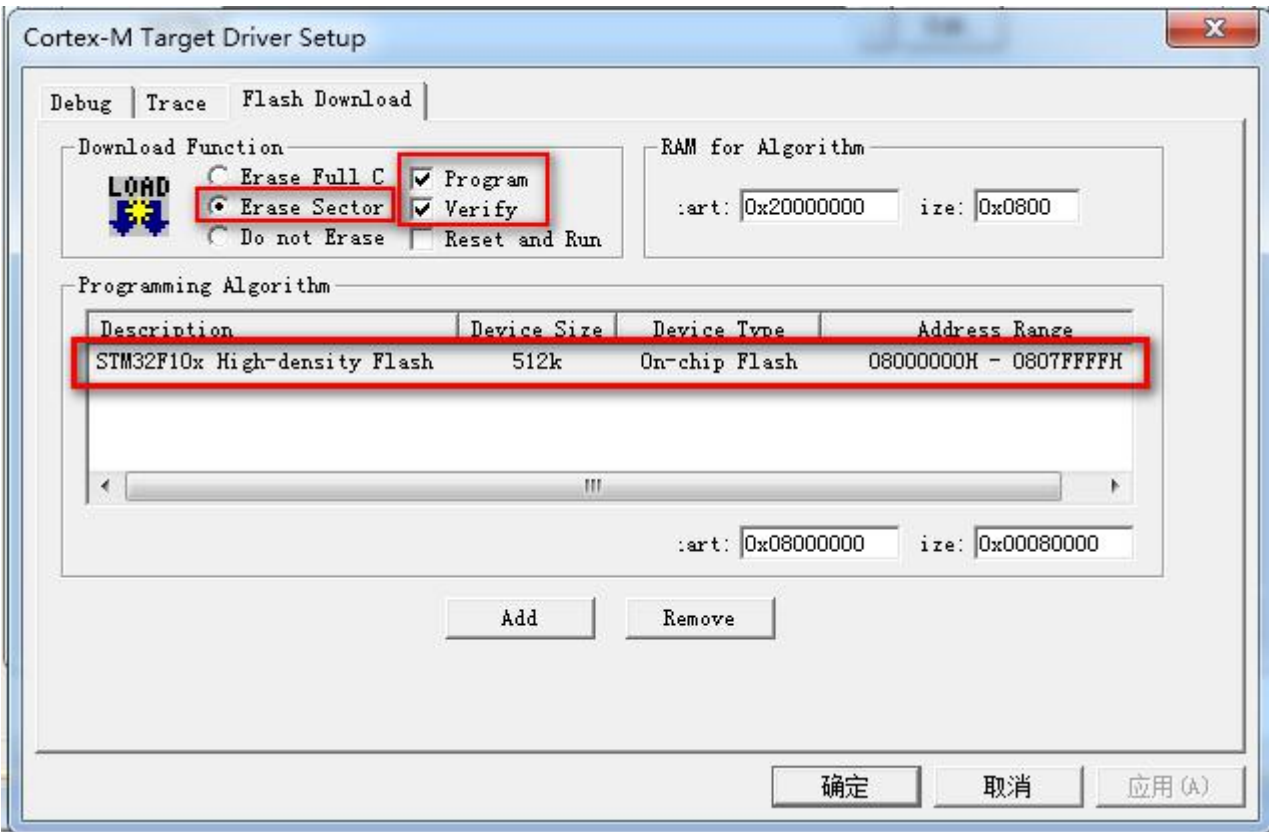 Cortex-M Target Driver Setup
Debug Trace Flash Download
Download Function
LOAD
Erase Full C
Erase Sector
Do not Erase
Program
Verify
Reset and Run
RAM for Algorithm
:art: 0x20000000 ize: 0x0800
Programming Algorithm
Description Device Size Device Type Address Range
STM32F10x High-density Flash 512k On-chip Flash 08000000H - 0807FFFFH
:art: 0x08000000 ize: 0x00080000
Add Remove
确定 取消 应用(A)